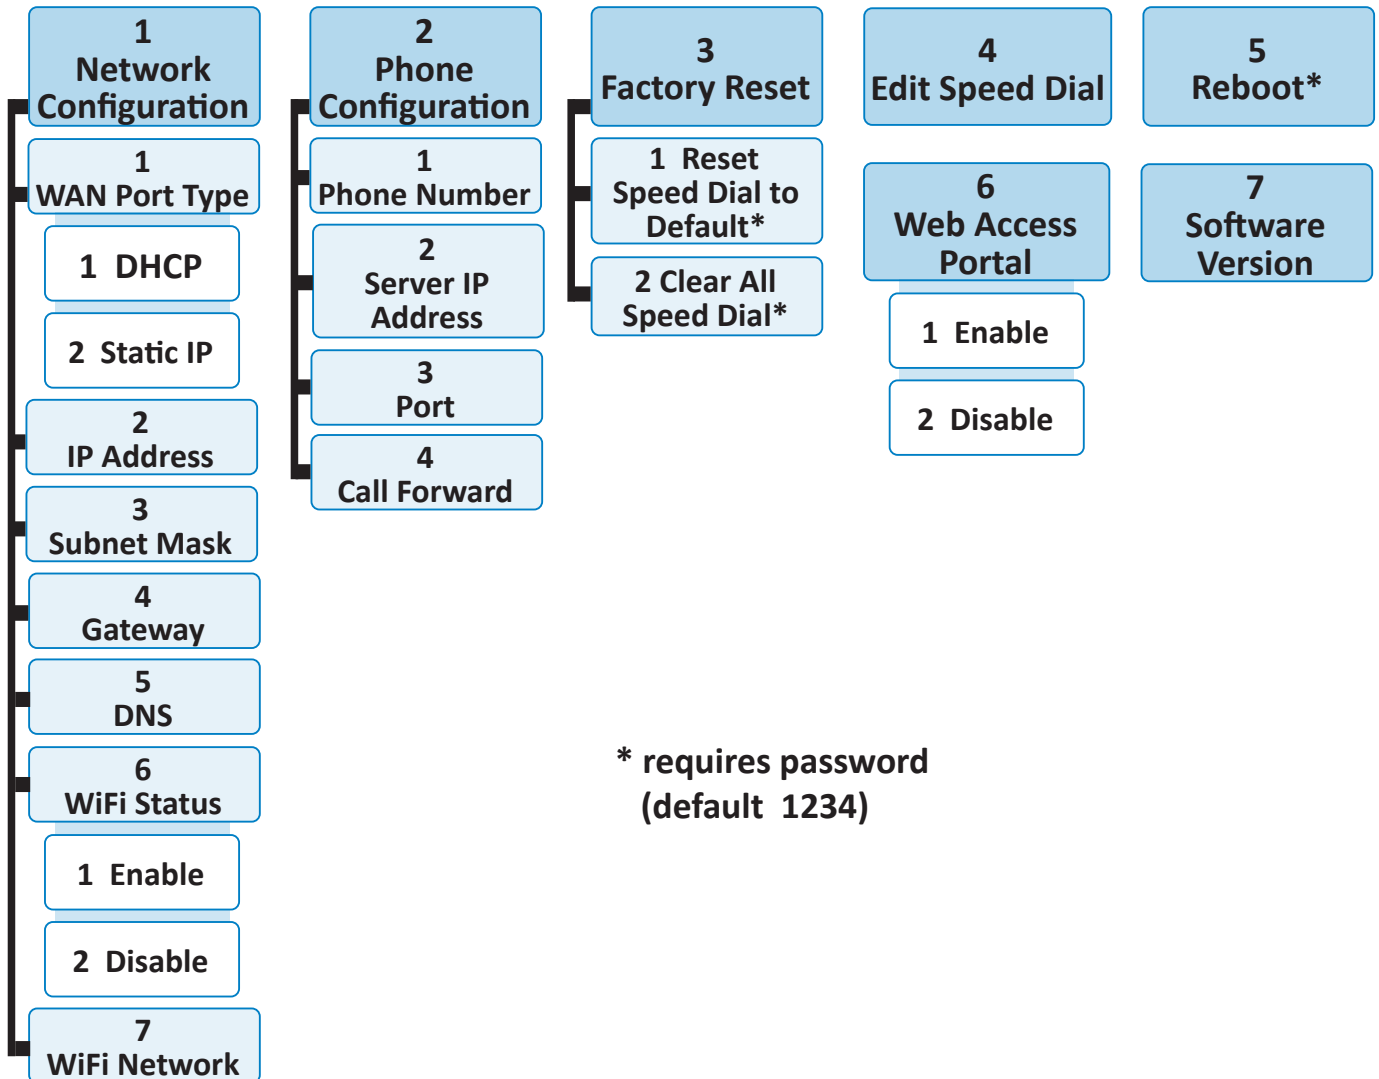 1
Network
Configuration
1
WAN Port Type
1 DHCP
2 Static IP
2
IP Address
3
Subnet Mask
4
Gateway
5
DNS
6
WiFi Status
1 Enable
2 Disable
7
WiFi Network
2
Phone
Configuration
1
Phone Number
2
Server IP
Address
3
Port
4
Call Forward
3
Factory Reset
1 Reset
Speed Dial to
Default*
2 Clear All
Speed Dial*
4
Edit Speed Dial
5
Reboot*
6
Web Access
Portal
1 Enable
2 Disable
7
Software
Version
* requires password
(default 1234)